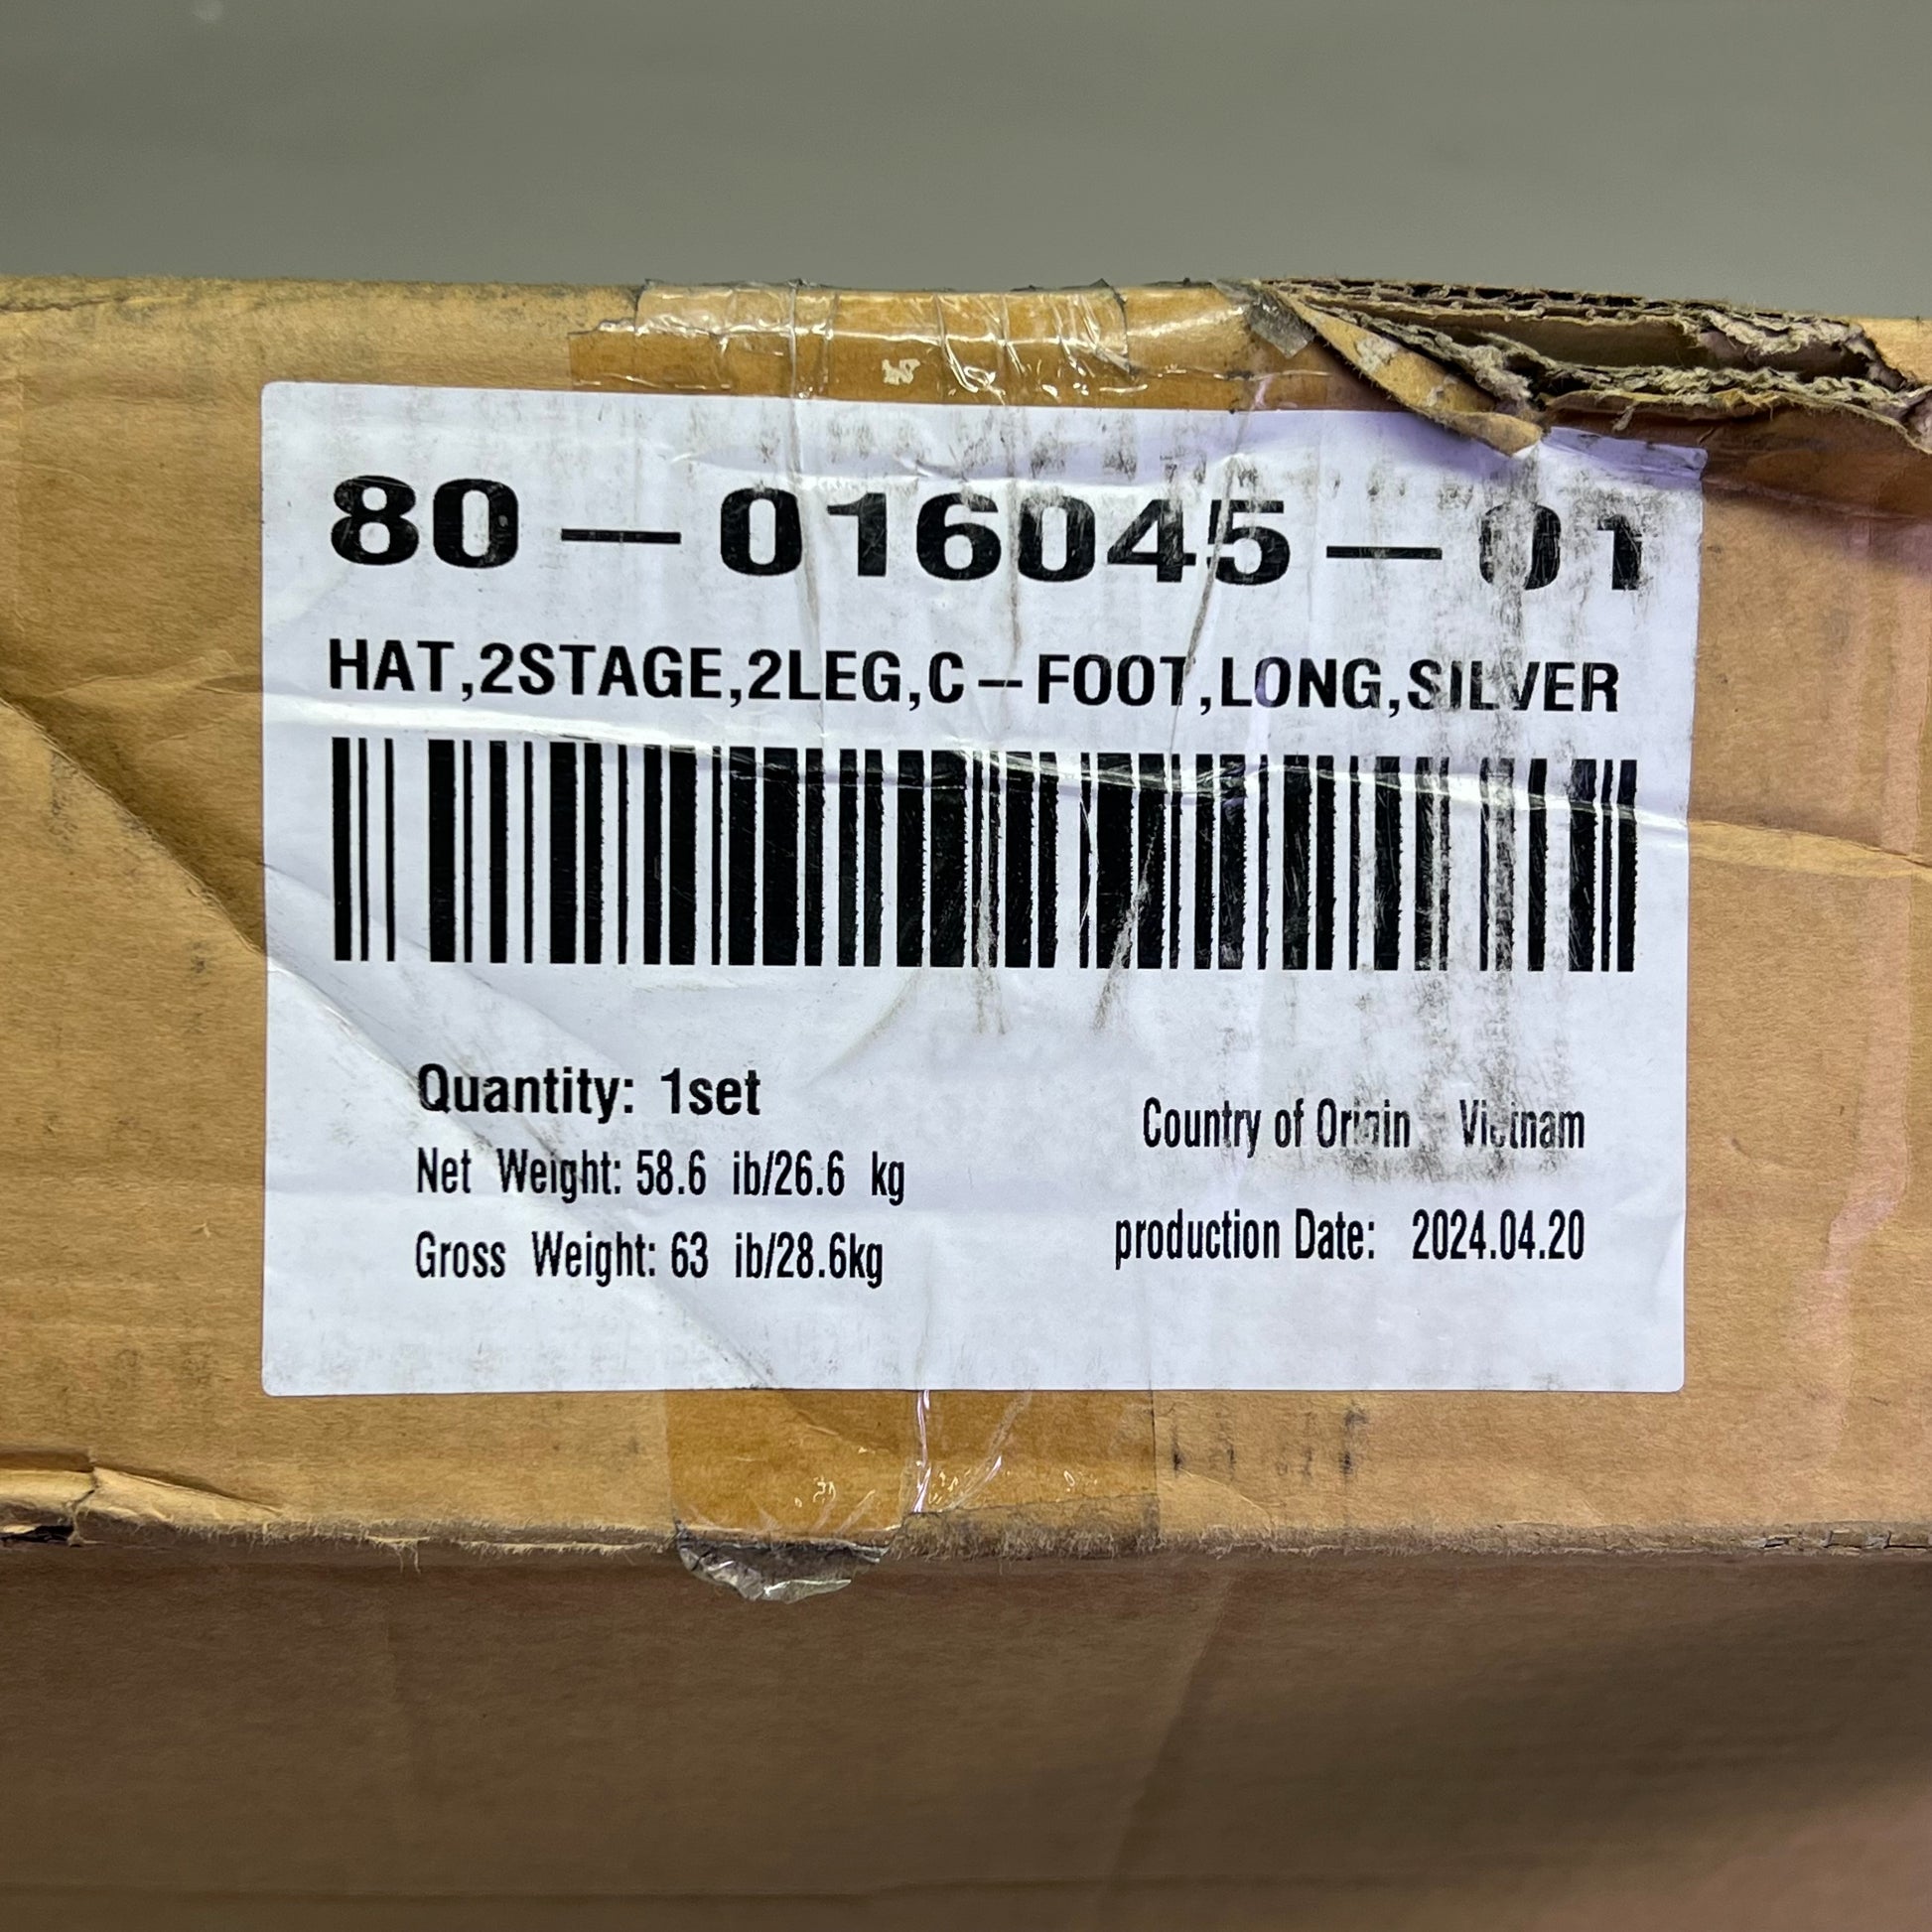 80-016045-01
HAT,2STAGE,2LEG,C-FOOT,LONG,SILVER
Quantity: 1set
Net Weight: 58.6 ib/26.6 kg
Gross Weight: 63 ib/28.6kg
Country of Origin Vietnam
production Date: 2024.04.20